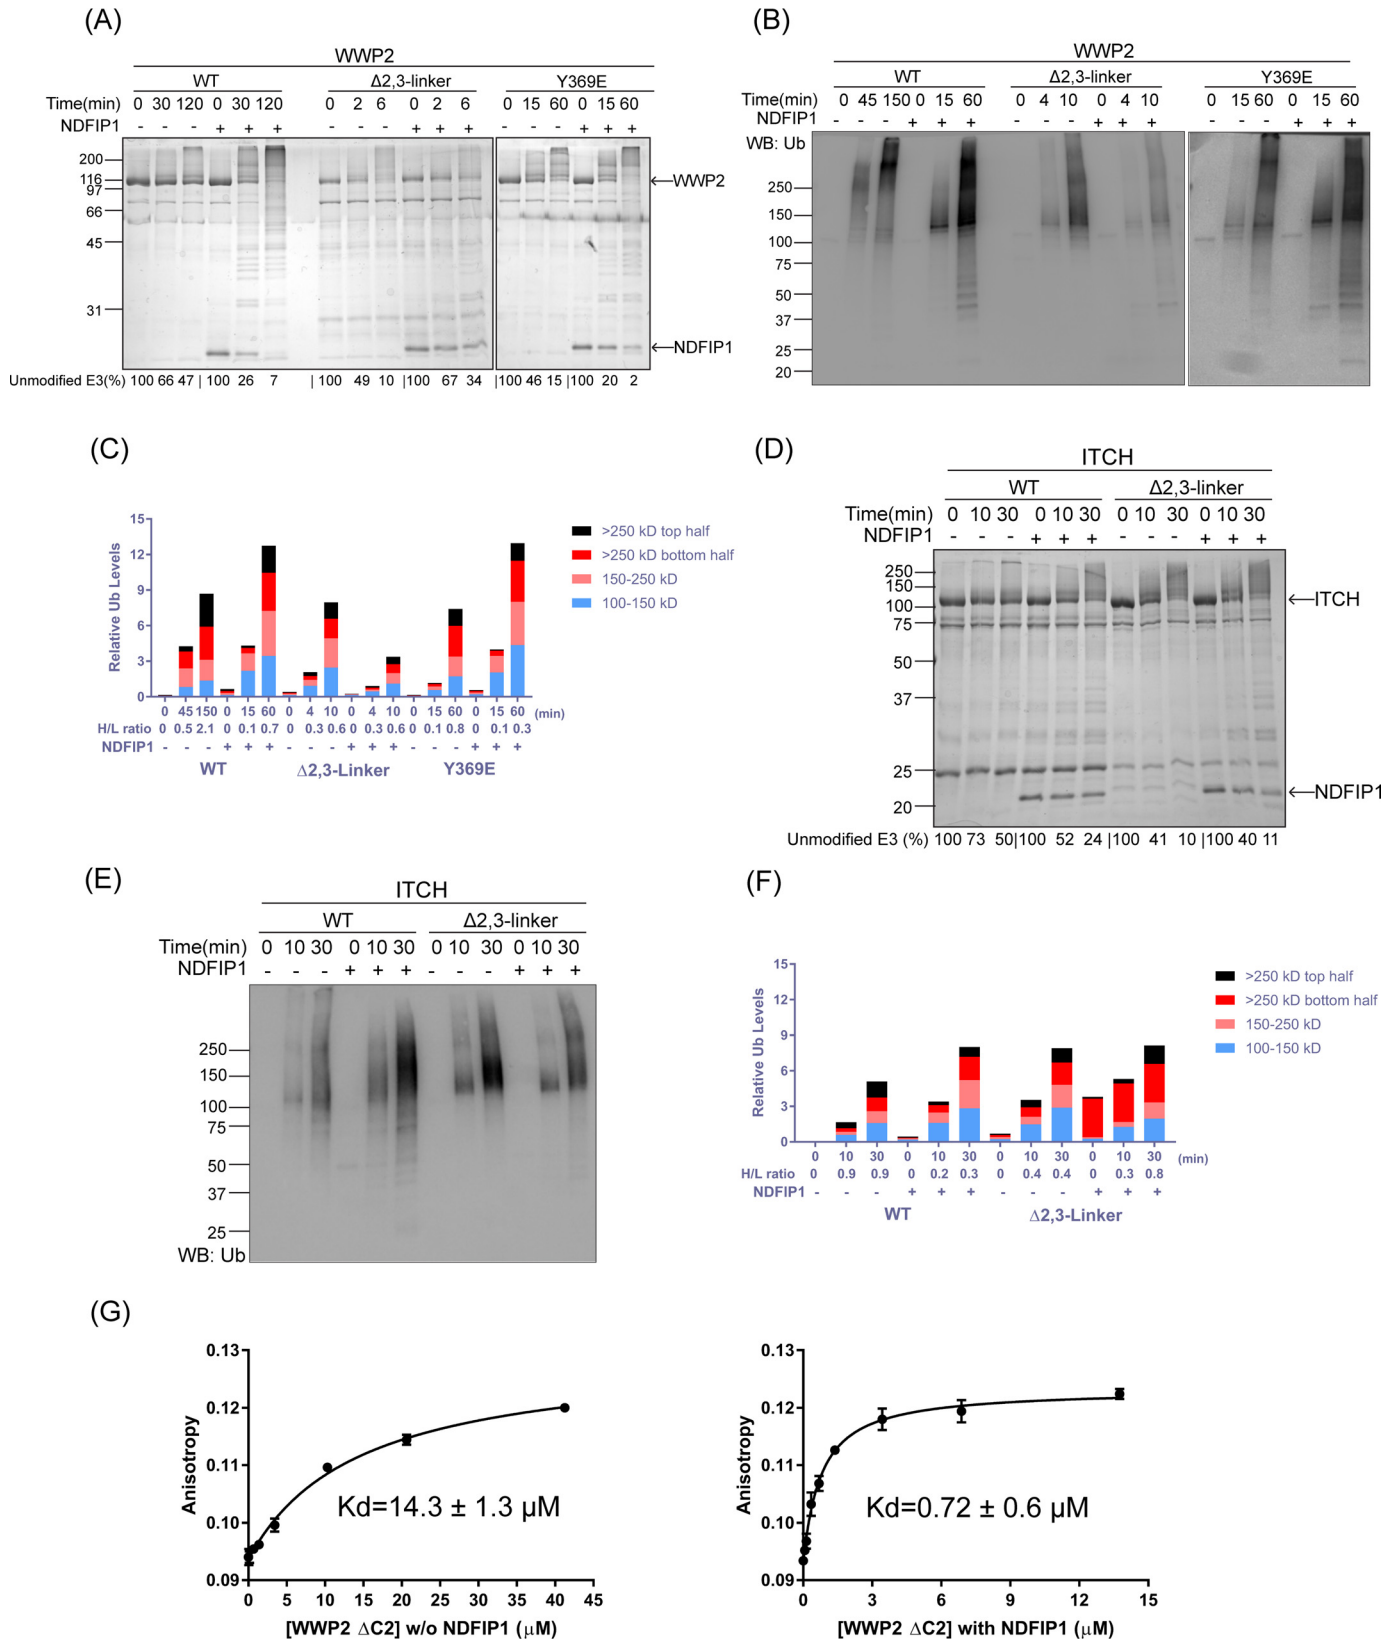 (A)
WWP2
WT Δ2,3-linker Y369E
Time(min) 0 30 120 0 30 120 0 2 6 0 2 6 0 15 60 0 15 60
NDFIP1 - - - + + + - - - + + + - - - + + +
200
116
97
66
45
31
←WWP2
←NDFIP1
Unmodified E3(%) 100 66 47 | 100 26 7 |100 49 10 |100 67 34 |100 46 15 |100 20 2
(B)
WWP2
WT Δ2,3-linker Y369E
Time(min) 0 45 150 0 15 60 0 4 10 0 4 10 0 15 60 0 15 60
NDFIP1 - - - + + + - - - + + + - - - + + +
WB: Ub
250
150
100
75
50
37
25
20
(C)
Relative Ub Levels
15
12
9
6
3
0
>250 kD top half
>250 kD bottom half
150-250 kD
100-150 kD
0 45 150 0 15 60 0 4 10 0 4 10 0 15 60 0 15 60 (min)
H/L ratio 0 0.5 2.1 0 0.1 0.7 0 0.3 0.6 0 0.3 0.6 0 0.1 0.8 0 0.1 0.3
NDFIP1 - - - + + + - - - + + + - - - + + +
WT Δ2,3-Linker Y369E
(D)
ITCH
WT Δ2,3-linker
Time(min) 0 10 30 0 10 30 0 10 30 0 10 30
NDFIP1 - - - + + + - - - + + +
250
150
100
75
50
37
25
20
←ITCH
←NDFIP1
Unmodified E3 (%) 100 73 50|100 52 24 |100 41 10 |100 40 11
(E)
ITCH
WT Δ2,3-linker
Time(min) 0 10 30 0 10 30 0 10 30 0 10 30
NDFIP1 - - - + + + - - - + + +
250
150
100
75
50
37
25
WB: Ub
(F)
Relative Ub Levels
15
12
9
6
3
0
>250 kD top half
>250 kD bottom half
150-250 kD
100-150 kD
0 10 30 0 10 30 0 10 30 0 10 30 (min)
H/L ratio 0 0.9 0.9 0 0.2 0.3 0 0.4 0.4 0 0.3 0.8
NDFIP1 - - - + + + - - - + + +
WT Δ2,3-Linker
(G)
Anisotropy
0.13
0.12
0.11
0.10
0.09
Kd=14.3 ± 1.3 µM
0 5 10 15 20 25 30 35 40 45
[WWP2 ΔC2] w/o NDFIP1 (µM)
Anisotropy
0.13
0.12
0.11
0.10
0.09
Kd=0.72 ± 0.6 µM
0 3 6 9 12 15
[WWP2 ΔC2] with NDFIP1 (µM)